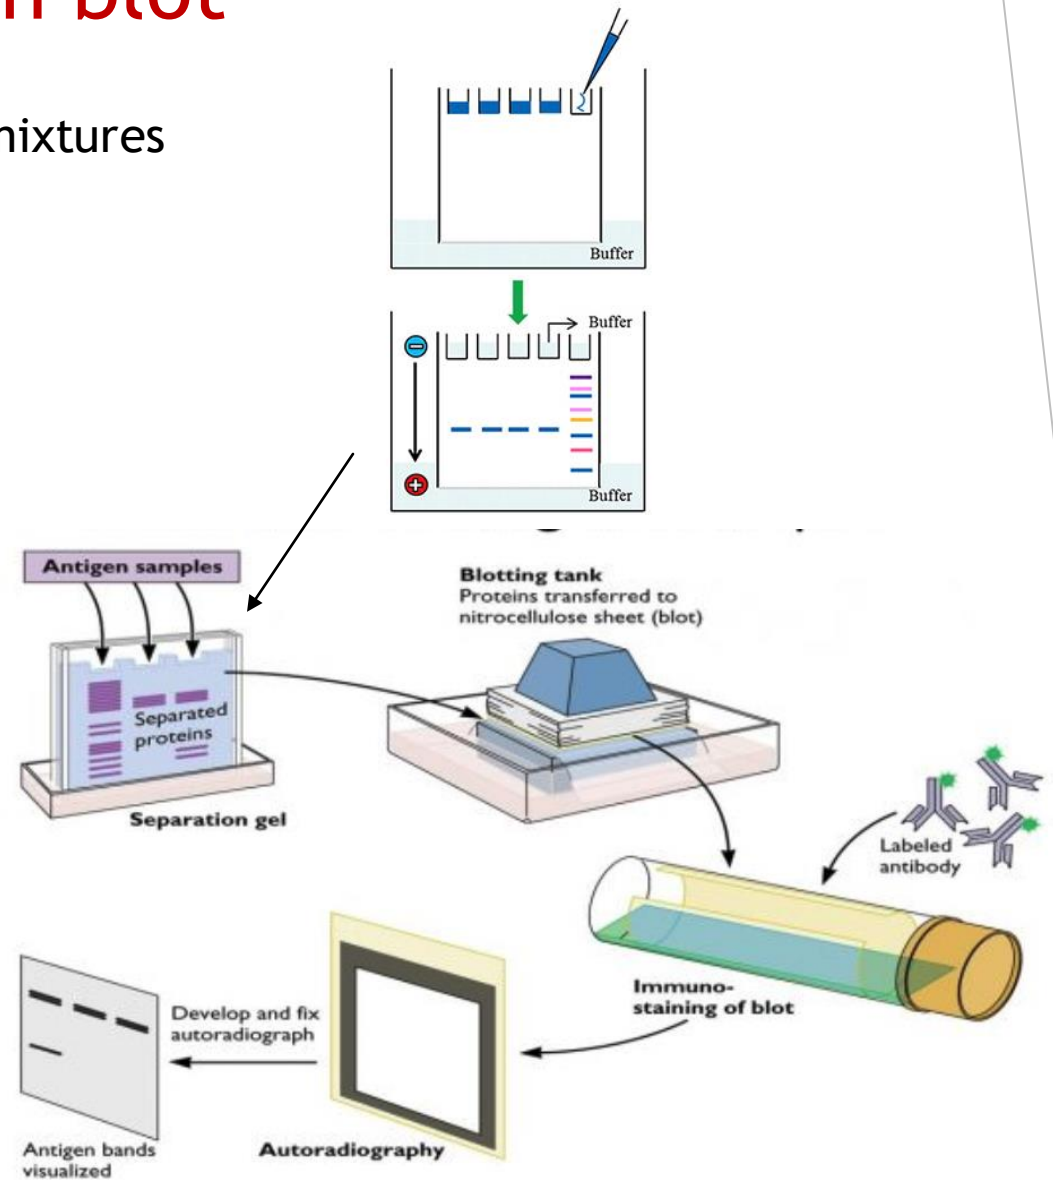 n blot
mixtures
Buffer
Buffer
Buffer
Antigen samples
Blotting tank
Proteins transferred to
nitrocellulose sheet (blot)
Separated
proteins
Separation gel
Labeled
antibody
Immuno-
staining of blot
Develop and fix
autoradiograph
Antigen bands
visualized
Autoradiography